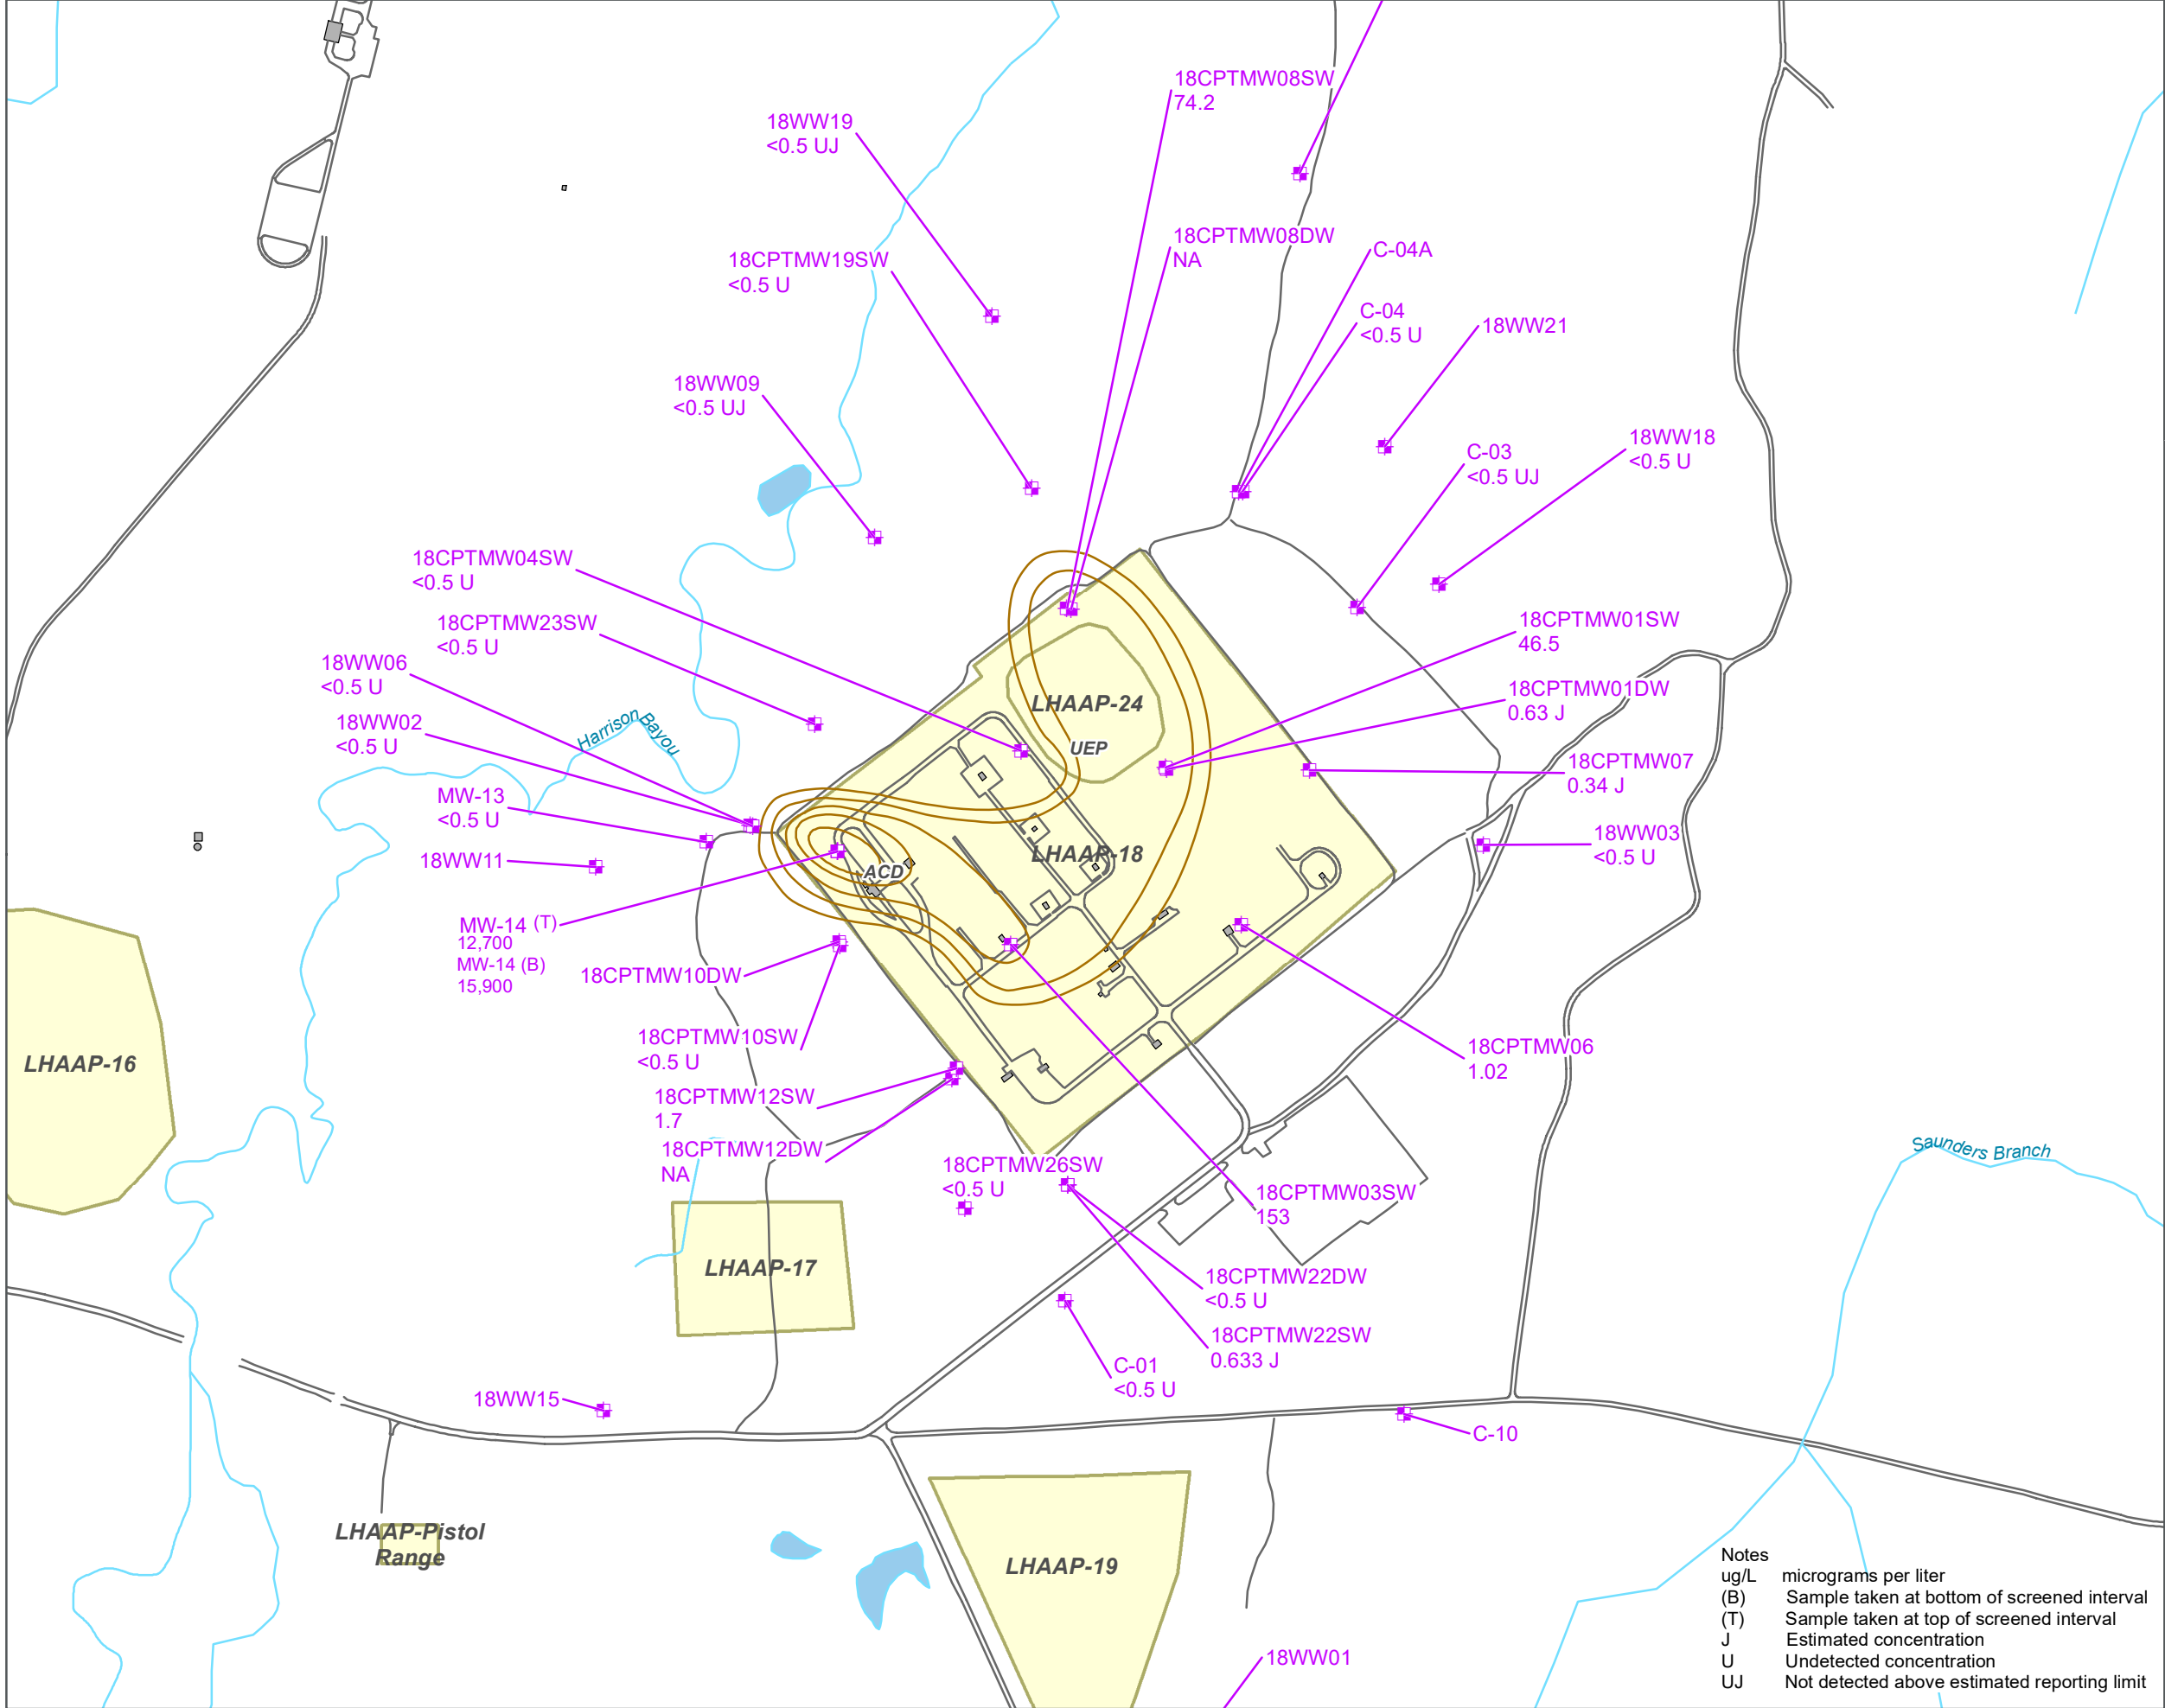 18CPTMW08SW
74.2
18WW19
<0.5 UJ
18CPTMW08DW
NA
C-04A
18CPTMW19SW
<0.5 U
C-04
<0.5 U
18WW21
18WW09
<0.5 UJ
18WW18
<0.5 U
C-03
<0.5 UJ
18CPTMW04SW
<0.5 U
18CPTMW23SW
<0.5 U
18CPTMW01SW
46.5
18WW06
<0.5 U
18CPTMW01DW
0.63 J
LHAAP-24
UEP
18WW02
<0.5 U
Harrison Bayou
18CPTMW07
0.34 J
MW-13
<0.5 U
18WW03
<0.5 U
18WW11
LHAAP-18
ACD
MW-14 (T)
12,700
MW-14 (B)
15,900
18CPTMW10DW
18CPTMW10SW
<0.5 U
LHAAP-16
18CPTMW06
1.02
18CPTMW12SW
1.7
18CPTMW12DW
NA
Saunders Branch
18CPTMW26SW
<0.5 U
18CPTMW03SW
153
LHAAP-17
18CPTMW22DW
<0.5 U
18CPTMW22SW
0.633 J
C-01
<0.5 U
18WW15
C-10
LHAAP-Pistol
Range
LHAAP-19
18WW01
Notes
ug/L micrograms per liter
(B) Sample taken at bottom of screened interval
(T) Sample taken at top of screened interval
J Estimated concentration
U Undetected concentration
UJ Not detected above estimated reporting limit